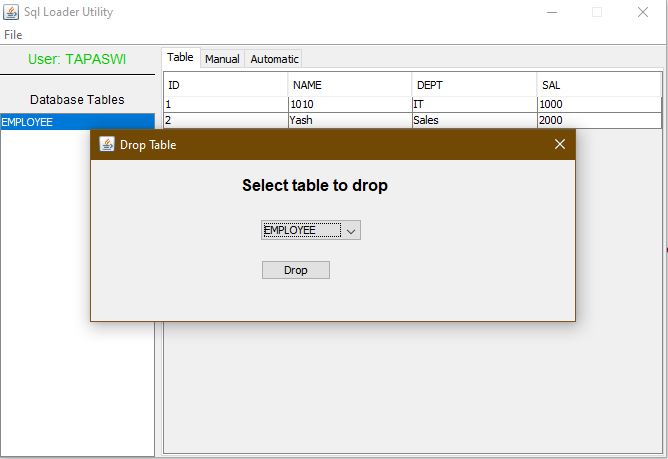 Sql Loader Utility
File
User: TAPASWI
Database Tables
EMPLOYEE
Table Manual Automatic
ID NAME DEPT SAL
1 1010 IT 1000
2 Yash Sales 2000
Drop Table
Select table to drop
EMPLOYEE
Drop